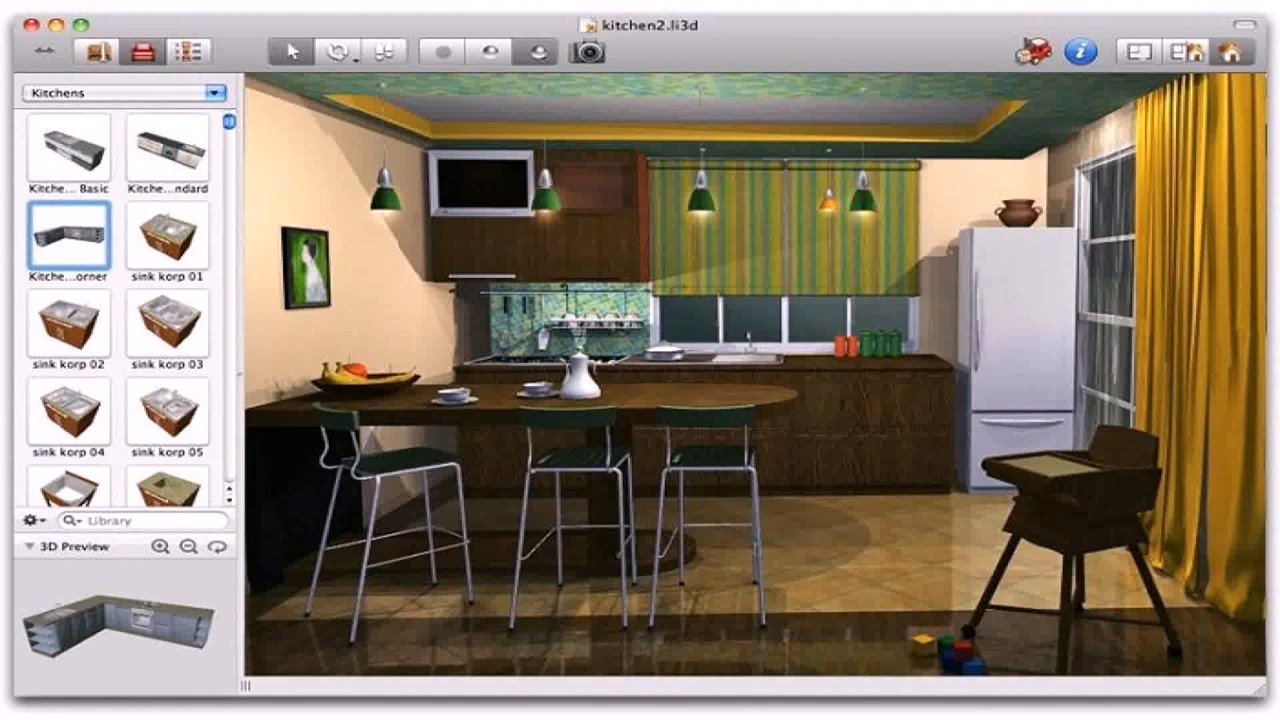 kitchen2.li3d
Kitchens
Kitche... Basic
Kitche...ndard
Kitche...orner
sink korp 01
sink korp 02
sink korp 03
sink korp 04
sink korp 05
Library
3D Preview